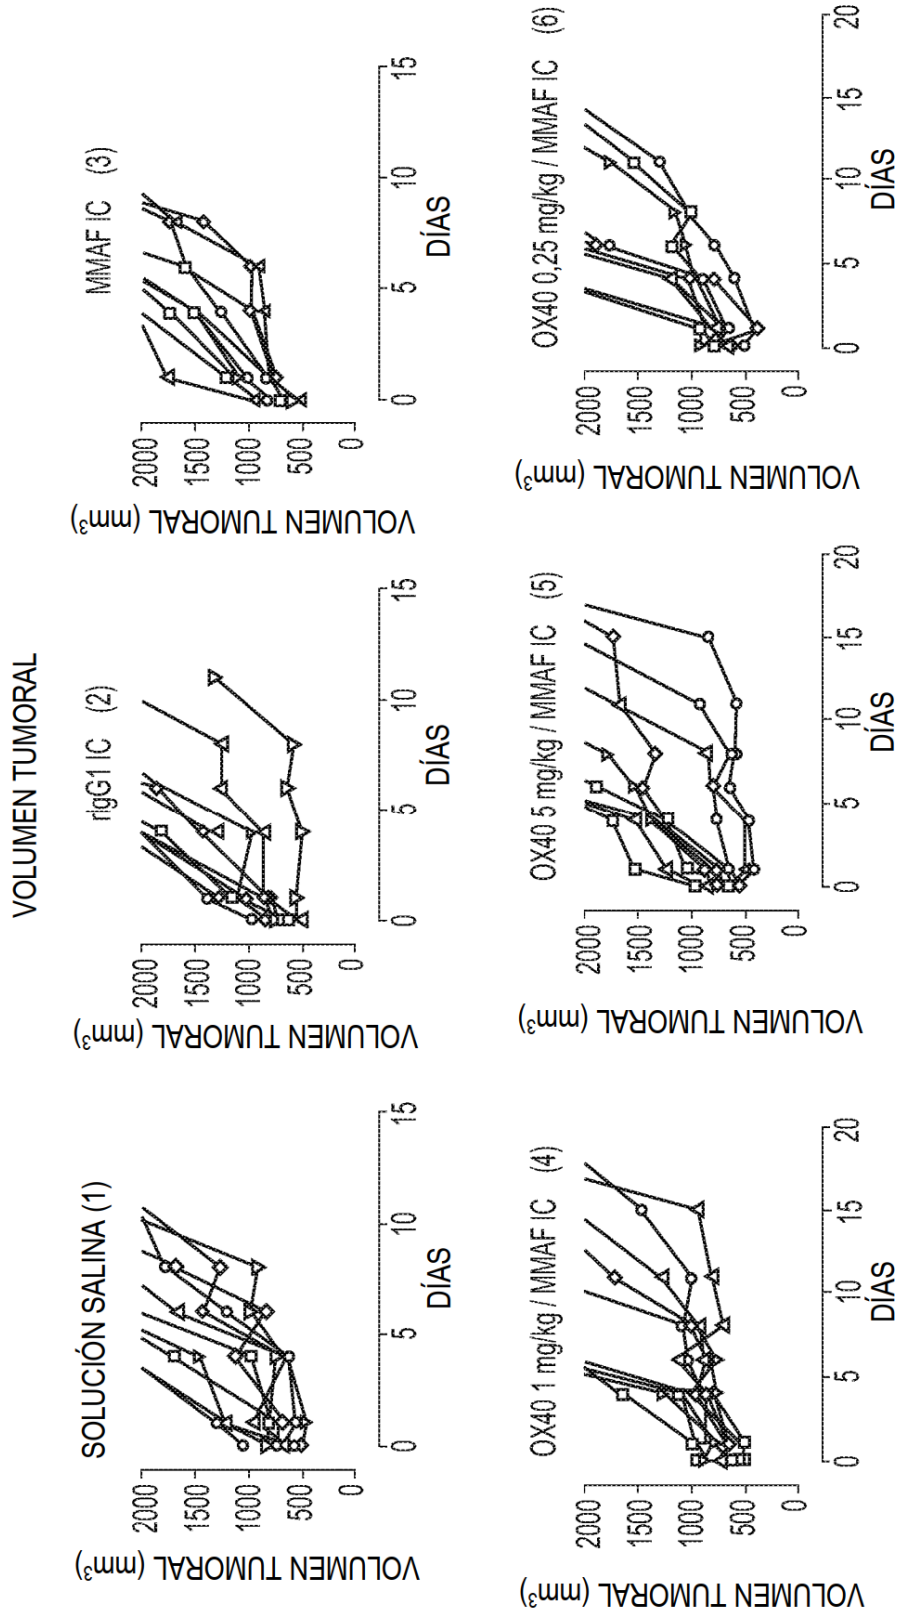 VOLUMEN TUMORAL
SOLUCIÓN SALINA (1)
VOLUMEN TUMORAL (mm³)
2000
1500
1000
500
0
0 5 10 15
DÍAS
rigG1 IC (2)
VOLUMEN TUMORAL (mm³)
2000
1500
1000
500
0
0 5 10 15
DÍAS
MMAF IC (3)
VOLUMEN TUMORAL (mm³)
2000
1500
1000
500
0
0 5 10 15
DÍAS
OX40 1 mg/kg / MMAF IC (4)
VOLUMEN TUMORAL (mm³)
2000
1500
1000
500
0
0 5 10 15 20
DÍAS
OX40 5 mg/kg / MMAF IC (5)
VOLUMEN TUMORAL (mm³)
2000
1500
1000
500
0
0 5 10 15 20
DÍAS
OX40 0,25 mg/kg / MMAF IC (6)
VOLUMEN TUMORAL (mm³)
2000
1500
1000
500
0
0 5 10 15 20
DÍAS